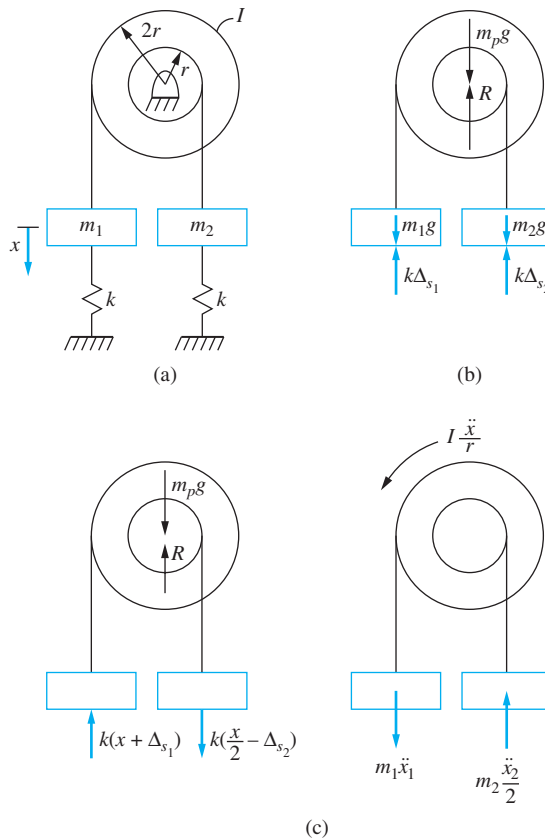 I
2r
r
m₁
m₂
x
k
k
(a)
mₚg
R
m₁g
m₂g
kΔₛ₁
kΔₛ
(b)
mₚg
R
k(x + Δₛ₁)
k(x/2 − Δₛ₂)
I ẍ/r
m₁ẍ₁
m₂ ẍ₂/2
(c)